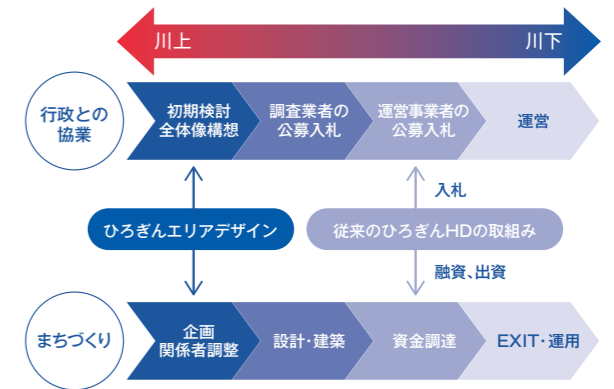 川上
川下
行政との
協業
初期検討
全体像構想
調査業者の
公募入札
運営事業者の
公募入札
運営
入札
ひろぎんエリアデザイン
従来のひろぎんHDの取組み
融資、出資
まちづくり
企画
関係者調整
設計・建築
資金調達
EXIT・運用